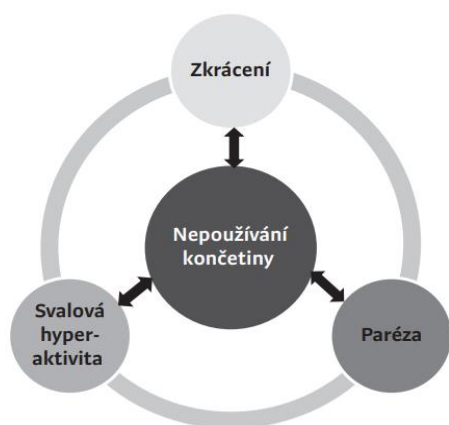 Zkrácení
Nepoužívání
končetiny
Svalová
hyper-
aktivita
Paréza